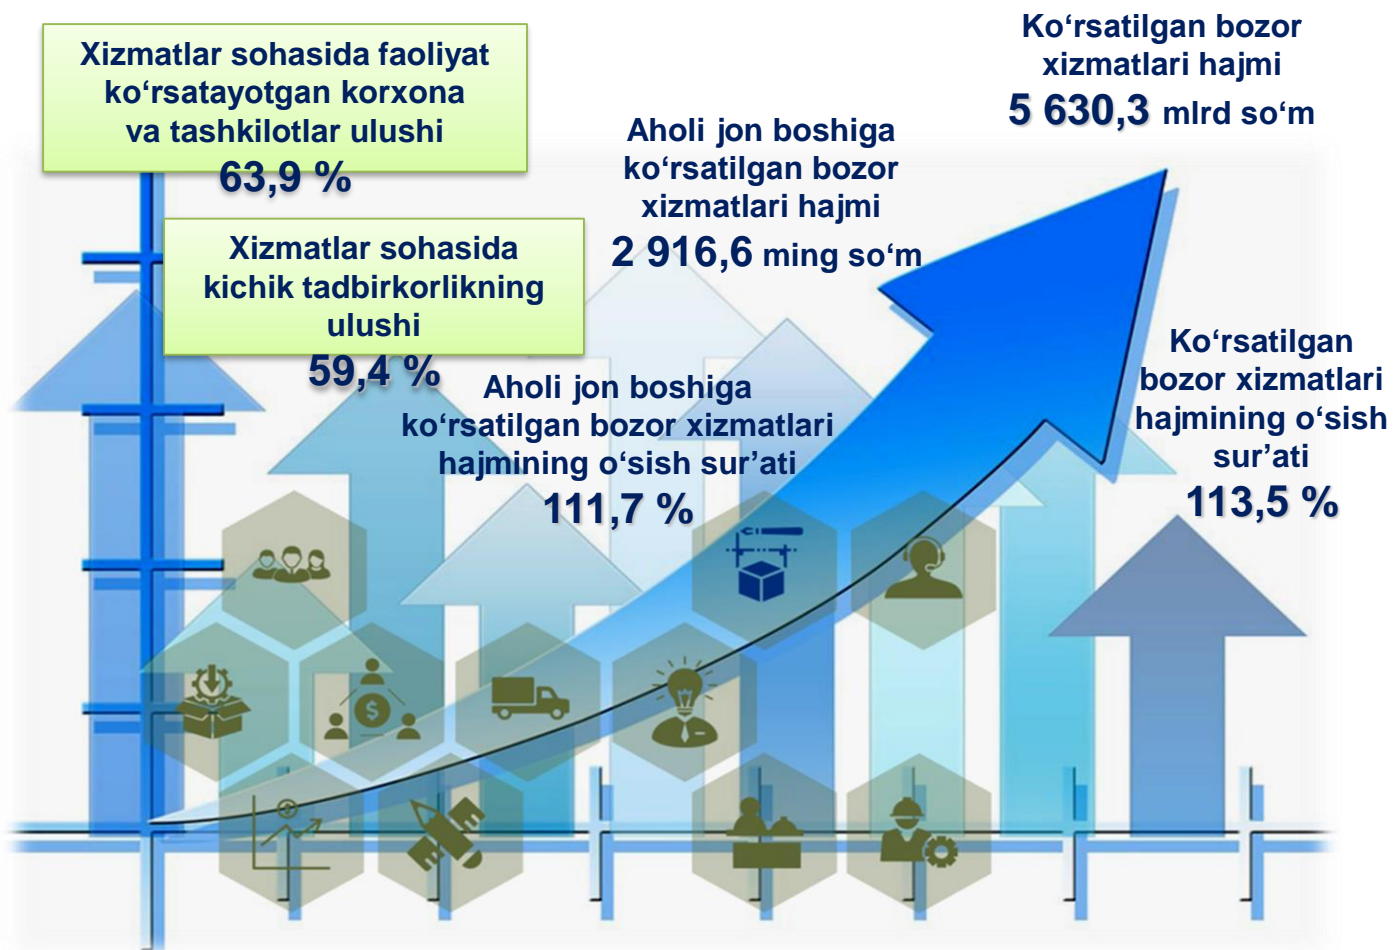 Xizmatlar sohasida faoliyat
ko‘rsatayotgan korxona
va tashkilotlar ulushi
63,9 %
Xizmatlar sohasida
kichik tadbirkorlikning
ulushi
59,4 %
Aholi jon boshiga
ko‘rsatilgan bozor
xizmatlari hajmi
2 916,6 ming so‘m
Ko‘rsatilgan bozor
xizmatlari hajmi
5 630,3 mlrd so‘m
Aholi jon boshiga
ko‘rsatilgan bozor xizmatlari
hajmining o‘sish sur’ati
111,7 %
Ko‘rsatilgan
bozor xizmatlari
hajmining o‘sish
sur’ati
113,5 %